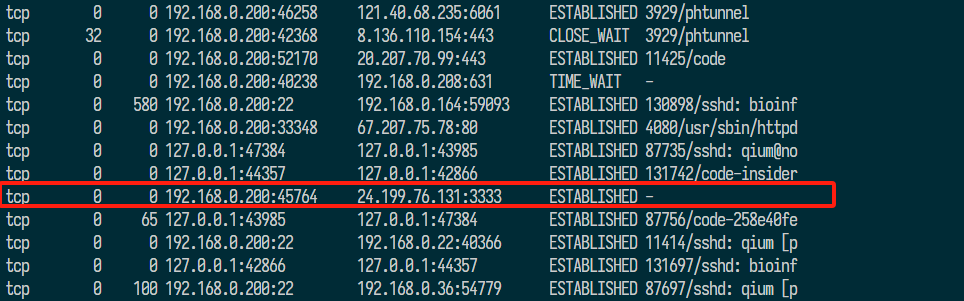 tcp 0 0 192.168.0.200:46258 121.40.68.235:6061 ESTABLISHED 3929/phtunnel
tcp 32 0 192.168.0.200:42368 8.136.110.154:443 CLOSE_WAIT 3929/phtunnel
tcp 0 0 192.168.0.200:52170 20.207.70.99:443 ESTABLISHED 11425/code
tcp 0 0 192.168.0.200:40238 192.168.0.208:631 TIME_WAIT -
tcp 0 580 192.168.0.200:22 192.168.0.164:59093 ESTABLISHED 130898/sshd: bioinf
tcp 0 0 192.168.0.200:33348 67.207.75.78:80 ESTABLISHED 4080/usr/sbin/httpd
tcp 0 0 127.0.0.1:47384 127.0.0.1:43985 ESTABLISHED 87735/sshd: qium@no
tcp 0 0 127.0.0.1:44357 127.0.0.1:42866 ESTABLISHED 131742/code-insider
tcp 0 0 192.168.0.200:45764 24.199.76.131:3333 ESTABLISHED -
tcp 0 65 127.0.0.1:43985 127.0.0.1:47384 ESTABLISHED 87756/code-258e40fe
tcp 0 0 192.168.0.200:22 192.168.0.22:40366 ESTABLISHED 11414/sshd: qium [p
tcp 0 0 127.0.0.1:42866 127.0.0.1:44357 ESTABLISHED 131697/sshd: bioinf
tcp 0 100 192.168.0.200:22 192.168.0.36:54779 ESTABLISHED 87697/sshd: qium [p